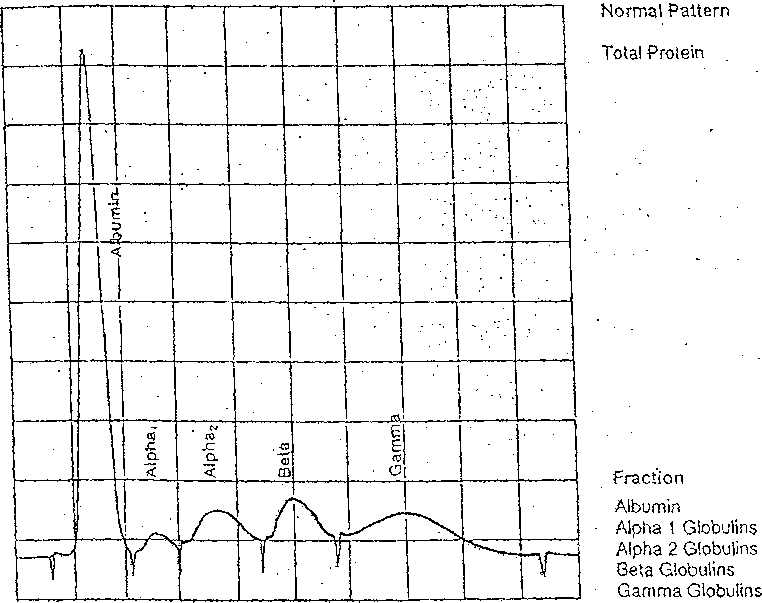 Normal Pattern
Total Protein
Albumin
Alpha₁
Alpha₂
Beta
Gamma
Fraction
Albumin
Alpha 1 Globulins
Alpha 2 Globulins
Beta Globulins
Gamma Globulins